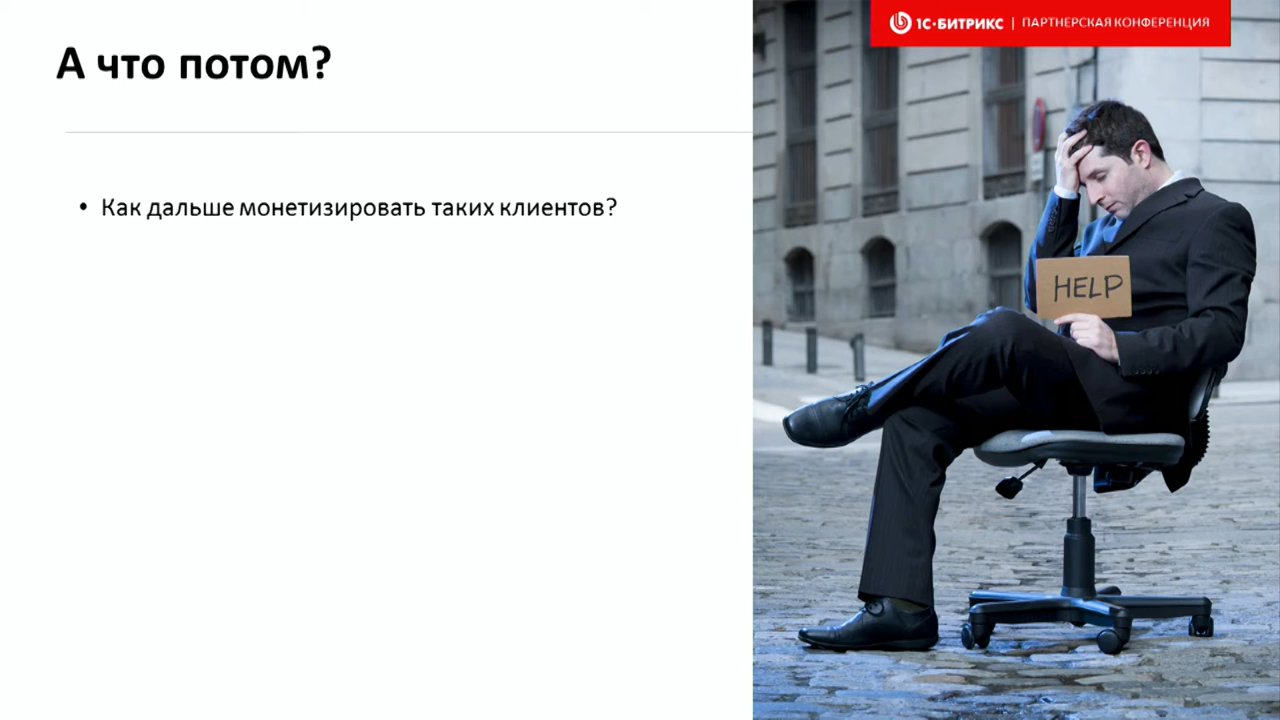 1С·БИТРИКС | ПАРТНЕРСКАЯ КОНФЕРЕНЦИЯ
А что потом?
• Как дальше монетизировать таких клиентов?
HELP